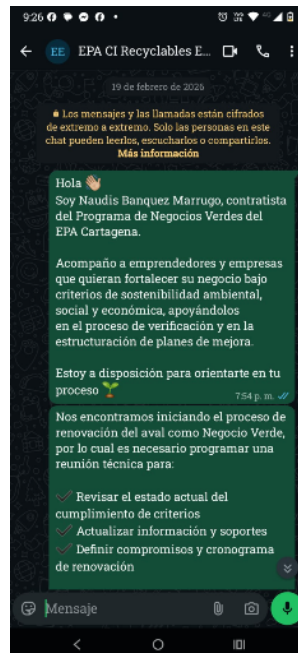 9:26
EE EPA CI Recyclables E...
19 de febrero de 2026
Los mensajes y las llamadas están cifrados
de extremo a extremo. Solo las personas en este
chat pueden leerlos, escucharlos o compartirlos.
Más información
Hola 👋🏼
Soy Naudis Banquez Marrugo, contratista
del Programa de Negocios Verdes del
EPA Cartagena.
Acompaño a emprendedores y empresas
que quieran fortalecer su negocio bajo
criterios de sostenibilidad ambiental,
social y económica, apoyándolos
en el proceso de verificación y en la
estructuración de planes de mejora.
Estoy a disposición para orientarte en tu
proceso 🌱
7:54 p. m.
Nos encontramos iniciando el proceso de
renovación del aval como Negocio Verde,
por lo cual es necesario programar una
reunión técnica para:
✔ Revisar el estado actual del
cumplimiento de criterios
✔ Actualizar información y soportes
✔ Definir compromisos y cronograma
de renovación
Mensaje